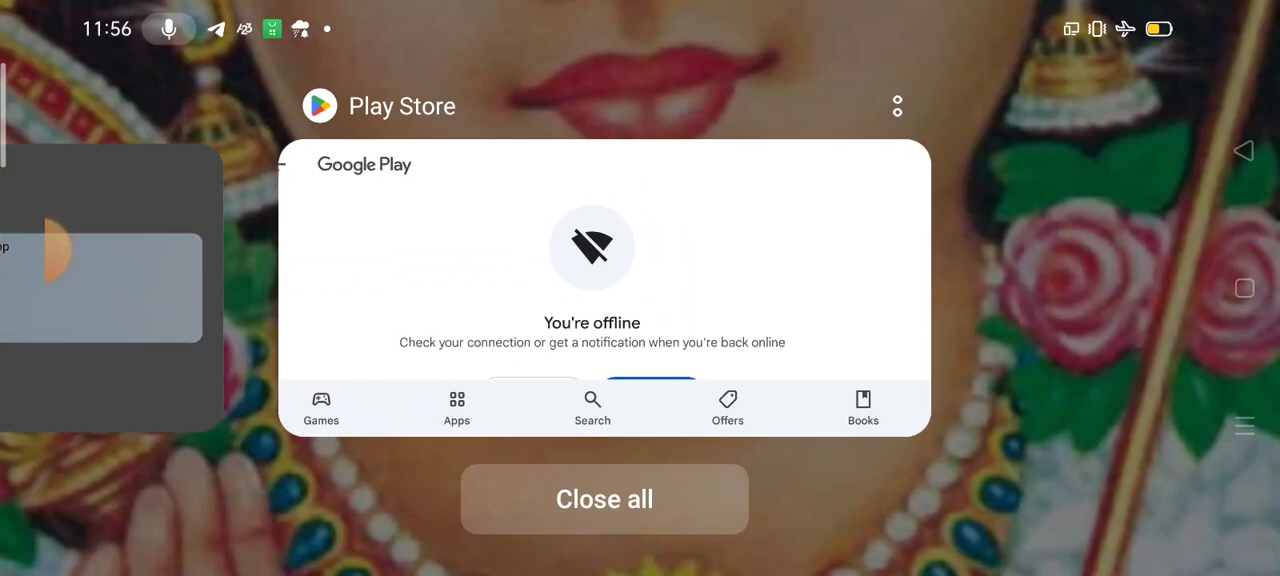 11:56
Play Store
Google Play
You're offline
Check your connection or get a notification when you're back online
Games
Apps
Search
Offers
Books
Close all